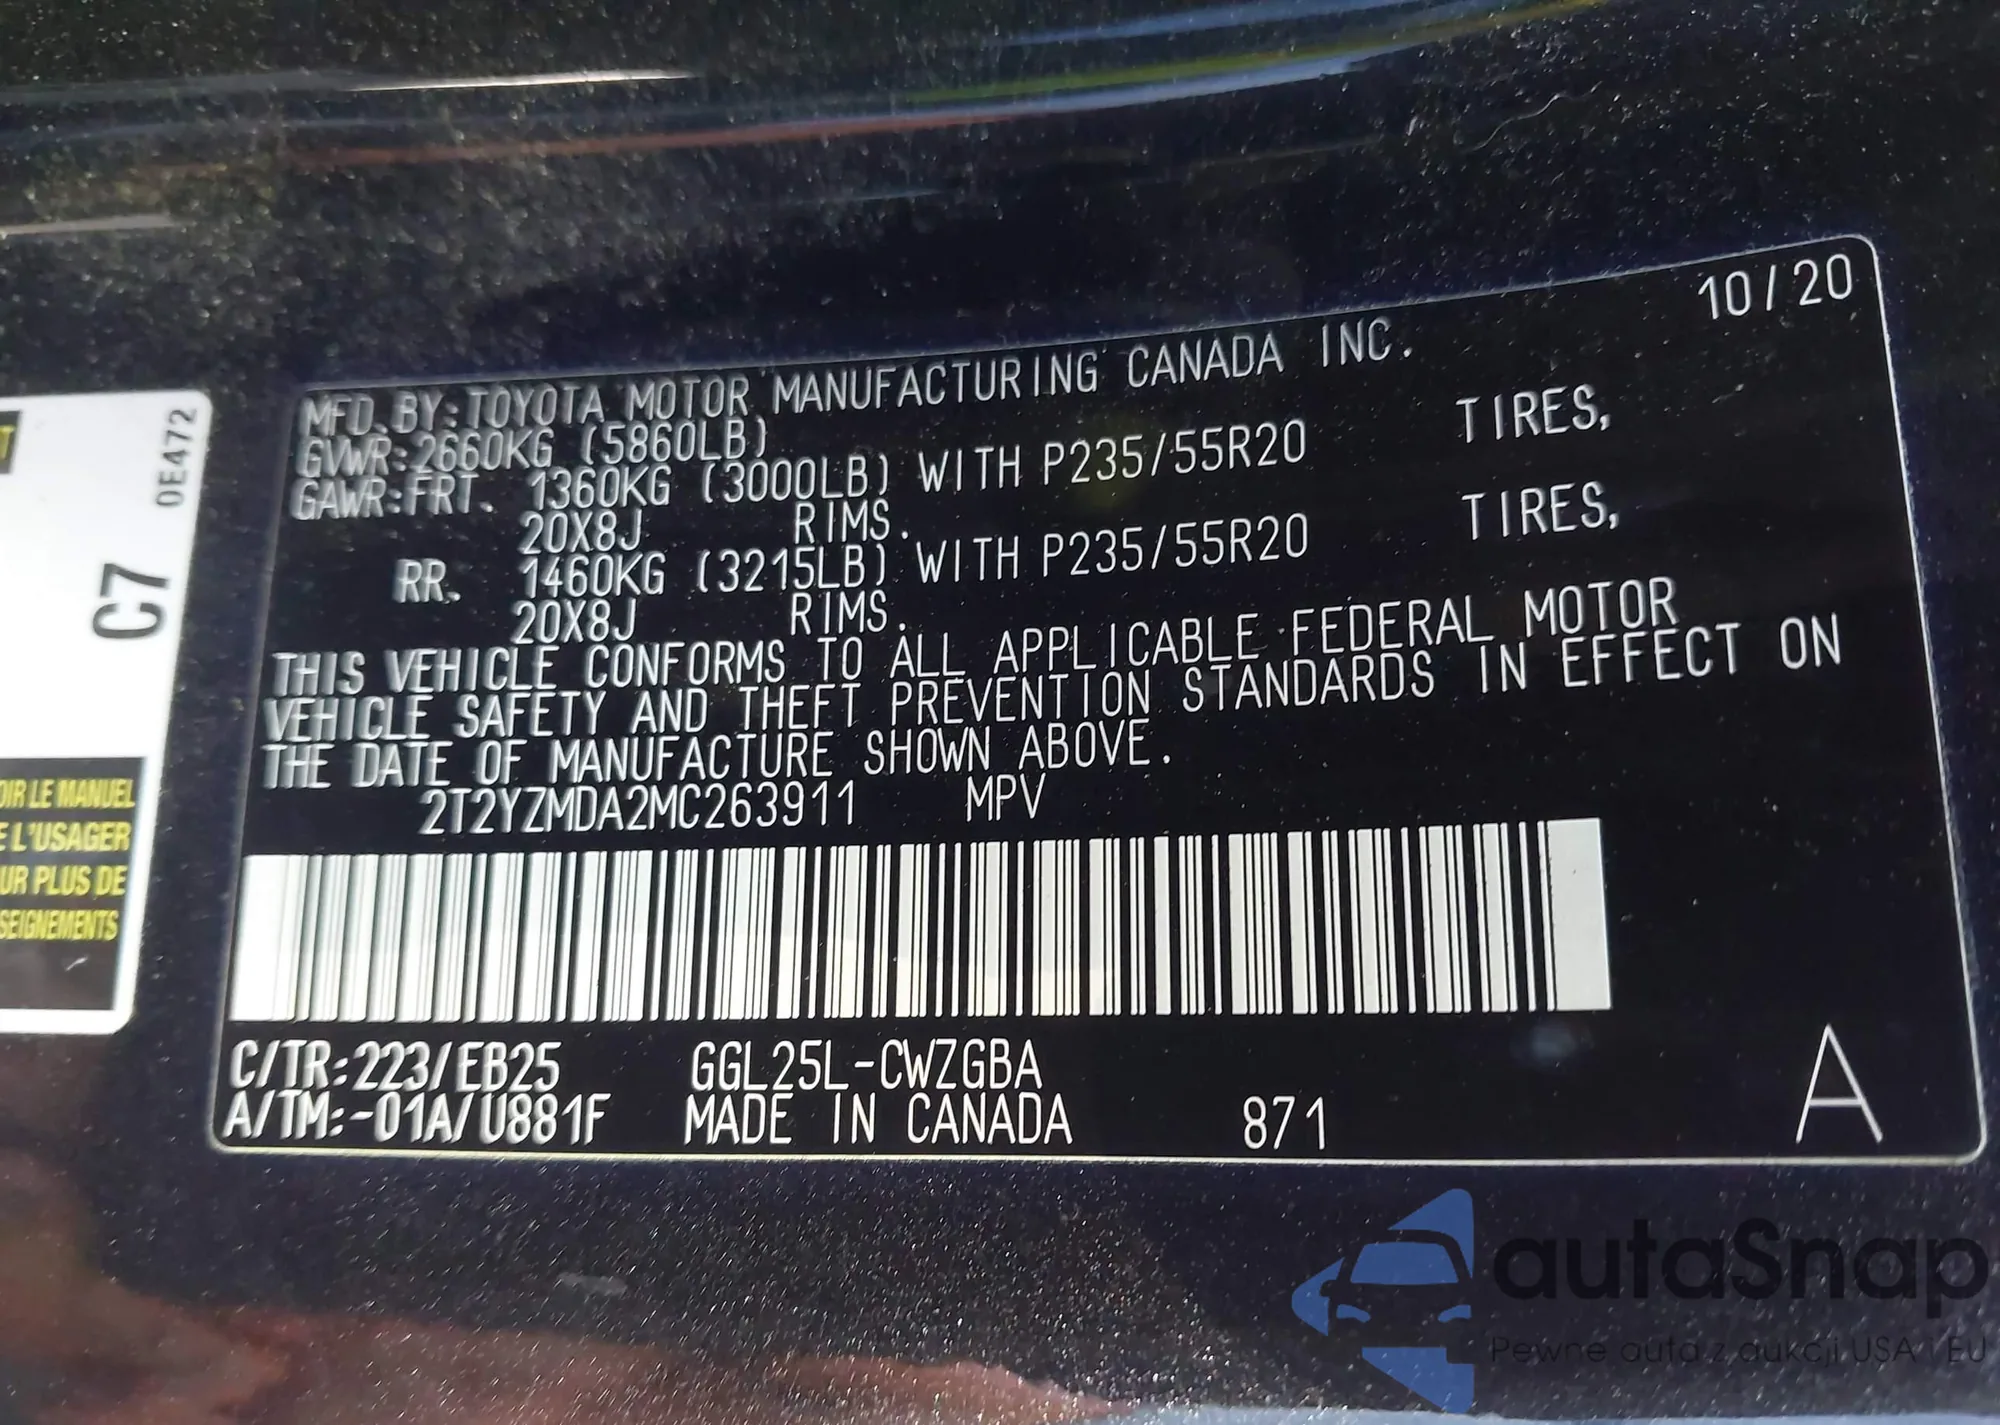 10/20
MFD. BY:TOYOTA MOTOR MANUFACTURING CANADA INC.
GVWR:2660KG (5860LB)
GAWR:FRT. 1360KG (3000LB) WITH P235/55R20 TIRES,
20X8J RIMS.
RR. 1460KG (3215LB) WITH P235/55R20 TIRES,
20X8J RIMS.
THIS VEHICLE CONFORMS TO ALL APPLICABLE FEDERAL MOTOR
VEHICLE SAFETY AND THEFT PREVENTION STANDARDS IN EFFECT ON
THE DATE OF MANUFACTURE SHOWN ABOVE.
2T2YZMDA2MC263911 MPV
C/TR:223/EB25 GGL25L-CWZGBA
A/TM:-01A/U881F MADE IN CANADA 871 A
0E472
C7
LE MANUEL
L'USAGER
PLUS DE
autaSnap
Pewne auta z aukcji USA i EU